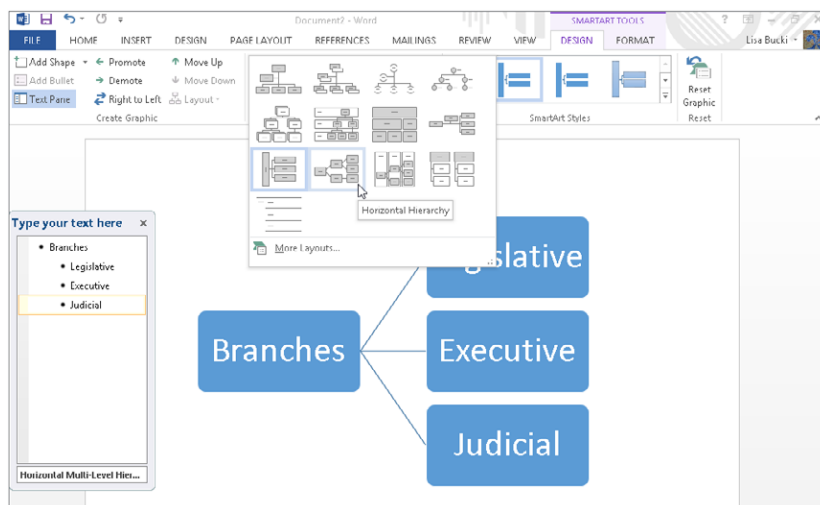 Document2 - Word
SMARTART TOOLS
FILE HOME INSERT DESIGN PAGE LAYOUT REFERENCES MAILINGS REVIEW VIEW DESIGN FORMAT Lisa Bucki
Add Shape Promote Move Up
Add Bullet Demote Move Down
Text Pane Right to Left Layout
Create Graphic
SmartArt Styles
Reset
Graphic
Reset
Horizontal Hierarchy
More Layouts...
Type your text here
Branches
Legislative
Executive
Judicial
Horizontal Multi-Level Hier...
Branches
Executive
Judicial